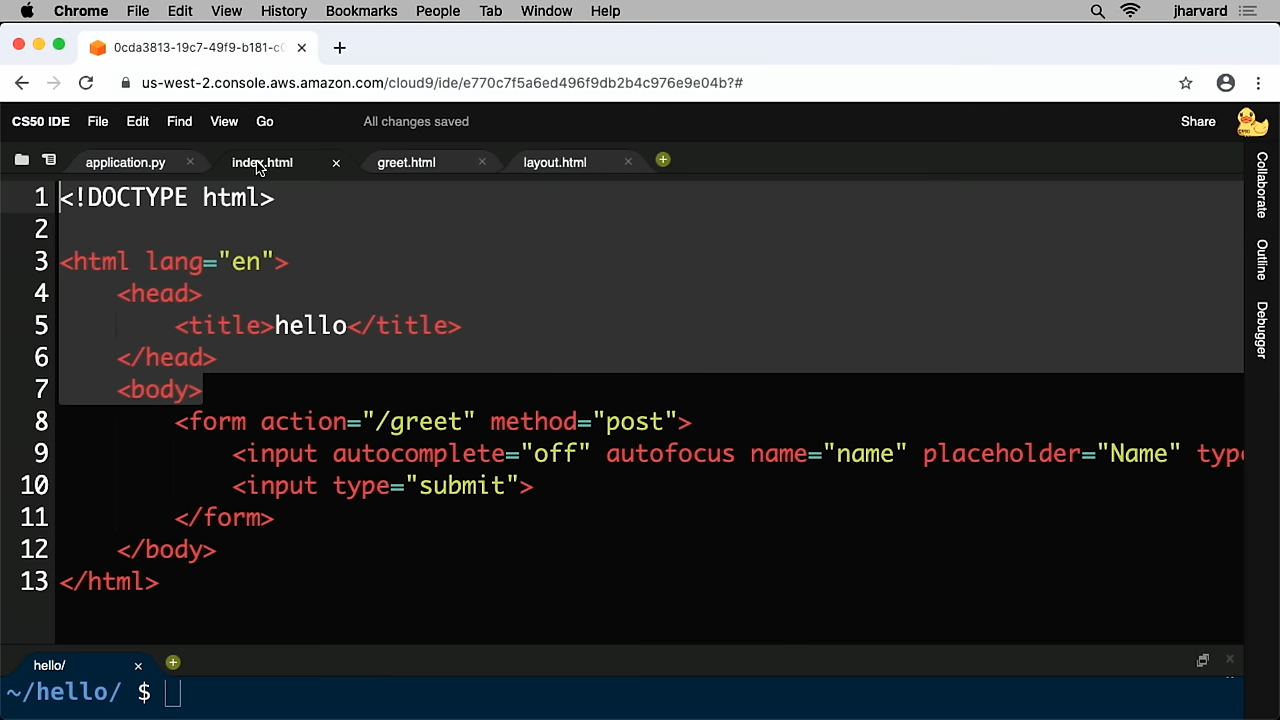 Chrome File Edit View History Bookmarks People Tab Window Help jharvard
0cda3813-19c7-49f9-b181-c0
us-west-2.console.aws.amazon.com/cloud9/ide/e770c7f5a6ed496f9db2b4c976e9e04b?#
CS50 IDE File Edit Find View Go All changes saved Share
application.py index.html greet.html layout.html
1 <!DOCTYPE html>
2
3 <html lang="en">
4 <head>
5 <title>hello</title>
6 </head>
7 <body>
8 <form action="/greet" method="post">
9 <input autocomplete="off" autofocus name="name" placeholder="Name" type
10 <input type="submit">
11 </form>
12 </body>
13 </html>
Collaborate
Outline
Debugger
hello/
~/hello/ $